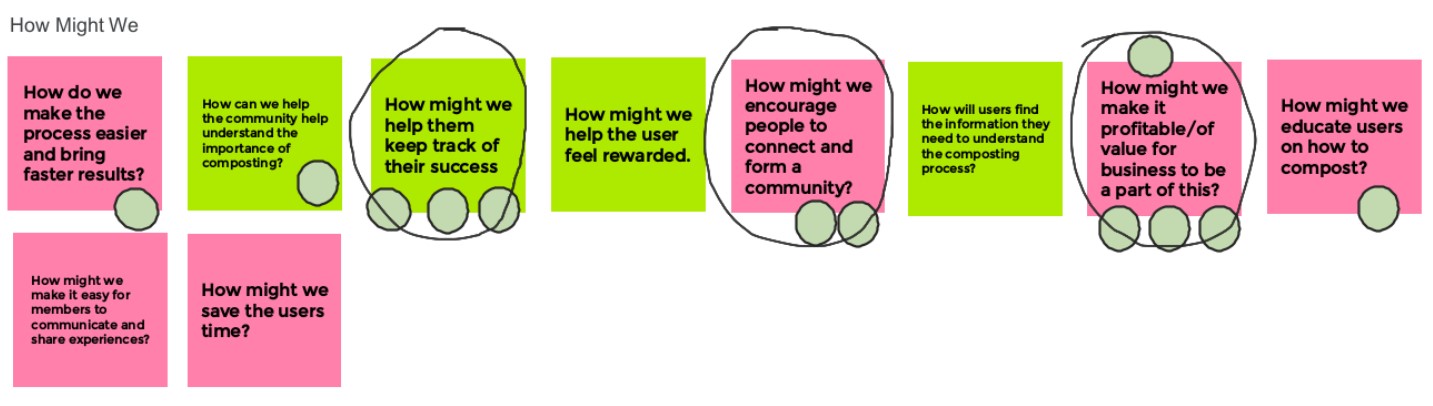 How Might We
How do we
make the
process easier
and bring
faster results?
How can we help
the community help
understand the
importance of
composting?
How might we
help them
keep track of
their success
How might we
help the user
feel rewarded.
How might we
encourage
people to
connect and
form a
community?
How will users find
the information they
need to understand
the composting
process?
How might we
make it
profitable/of
value for
business to be
a part of this?
How might we
educate users
on how to
compost?
How might we
make it easy for
members to
communicate and
share experiences?
How might we
save the users
time?